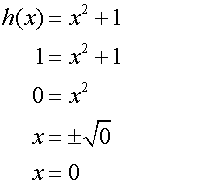 h(x) = x² + 1
1 = x² + 1
0 = x²
x = ±√0
x = 0